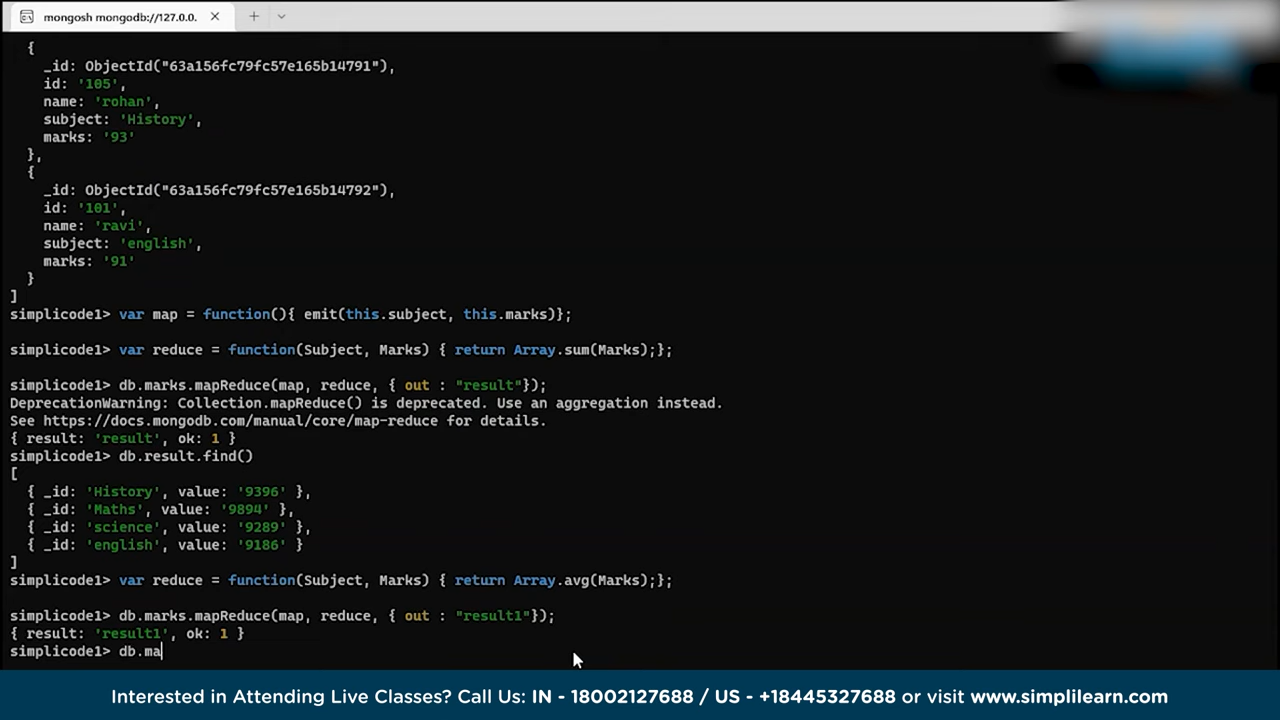 mongosh mongodb://127.0.0.
{
_id: ObjectId("63a156fc79fc57e165b14791"),
id: '105',
name: 'rohan',
subject: 'History',
marks: '93'
},
{
_id: ObjectId("63a156fc79fc57e165b14792"),
id: '101',
name: 'ravi',
subject: 'english',
marks: '91'
}
]
simplicode1> var map = function(){ emit(this.subject, this.marks)};
simplicode1> var reduce = function(Subject, Marks) { return Array.sum(Marks);};
simplicode1> db.marks.mapReduce(map, reduce, { out : "result"});
DeprecationWarning: Collection.mapReduce() is deprecated. Use an aggregation instead.
See https://docs.mongodb.com/manual/core/map-reduce for details.
{ result: 'result', ok: 1 }
simplicode1> db.result.find()
[
{ _id: 'History', value: '9396' },
{ _id: 'Maths', value: '9894' },
{ _id: 'science', value: '9289' },
{ _id: 'english', value: '9186' }
]
simplicode1> var reduce = function(Subject, Marks) { return Array.avg(Marks);};
simplicode1> db.marks.mapReduce(map, reduce, { out : "result1"});
{ result: 'result1', ok: 1 }
simplicode1> db.ma
Interested in Attending Live Classes? Call Us: IN - 18002127688 / US - +18445327688 or visit www.simplilearn.com